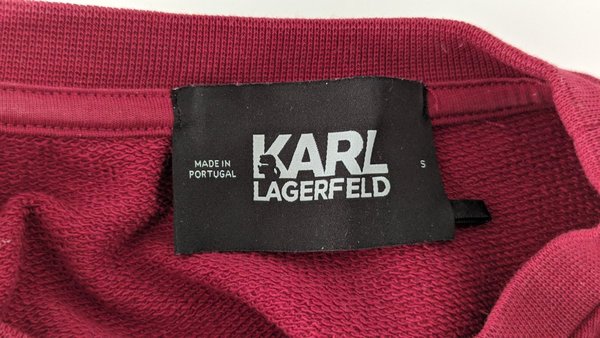 MADE IN
PORTUGAL
KARL
LAGERFELD
S